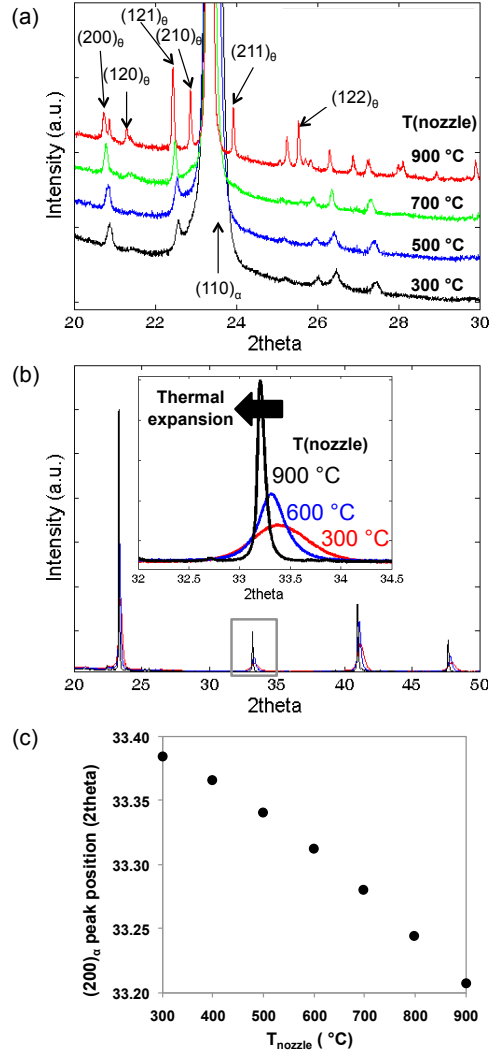 (a)
(200)θ
(120)θ
(121)θ
(210)θ
(211)θ
(122)θ
T(nozzle)
900 °C
700 °C
500 °C
300 °C
(110)α
Intensity (a.u.)
20 22 24 26 28 30
2theta
(b)
Thermal
expansion
T(nozzle)
900 °C
600 °C
300 °C
32 32.5 33 33.5 34 34.5
2theta
Intensity (a.u.)
20 25 30 35 40 45 50
2theta
(c)
33.40
33.35
33.30
33.25
33.20
(200)α peak position (2theta)
300 400 500 600 700 800 900
Tnozzle ( °C)